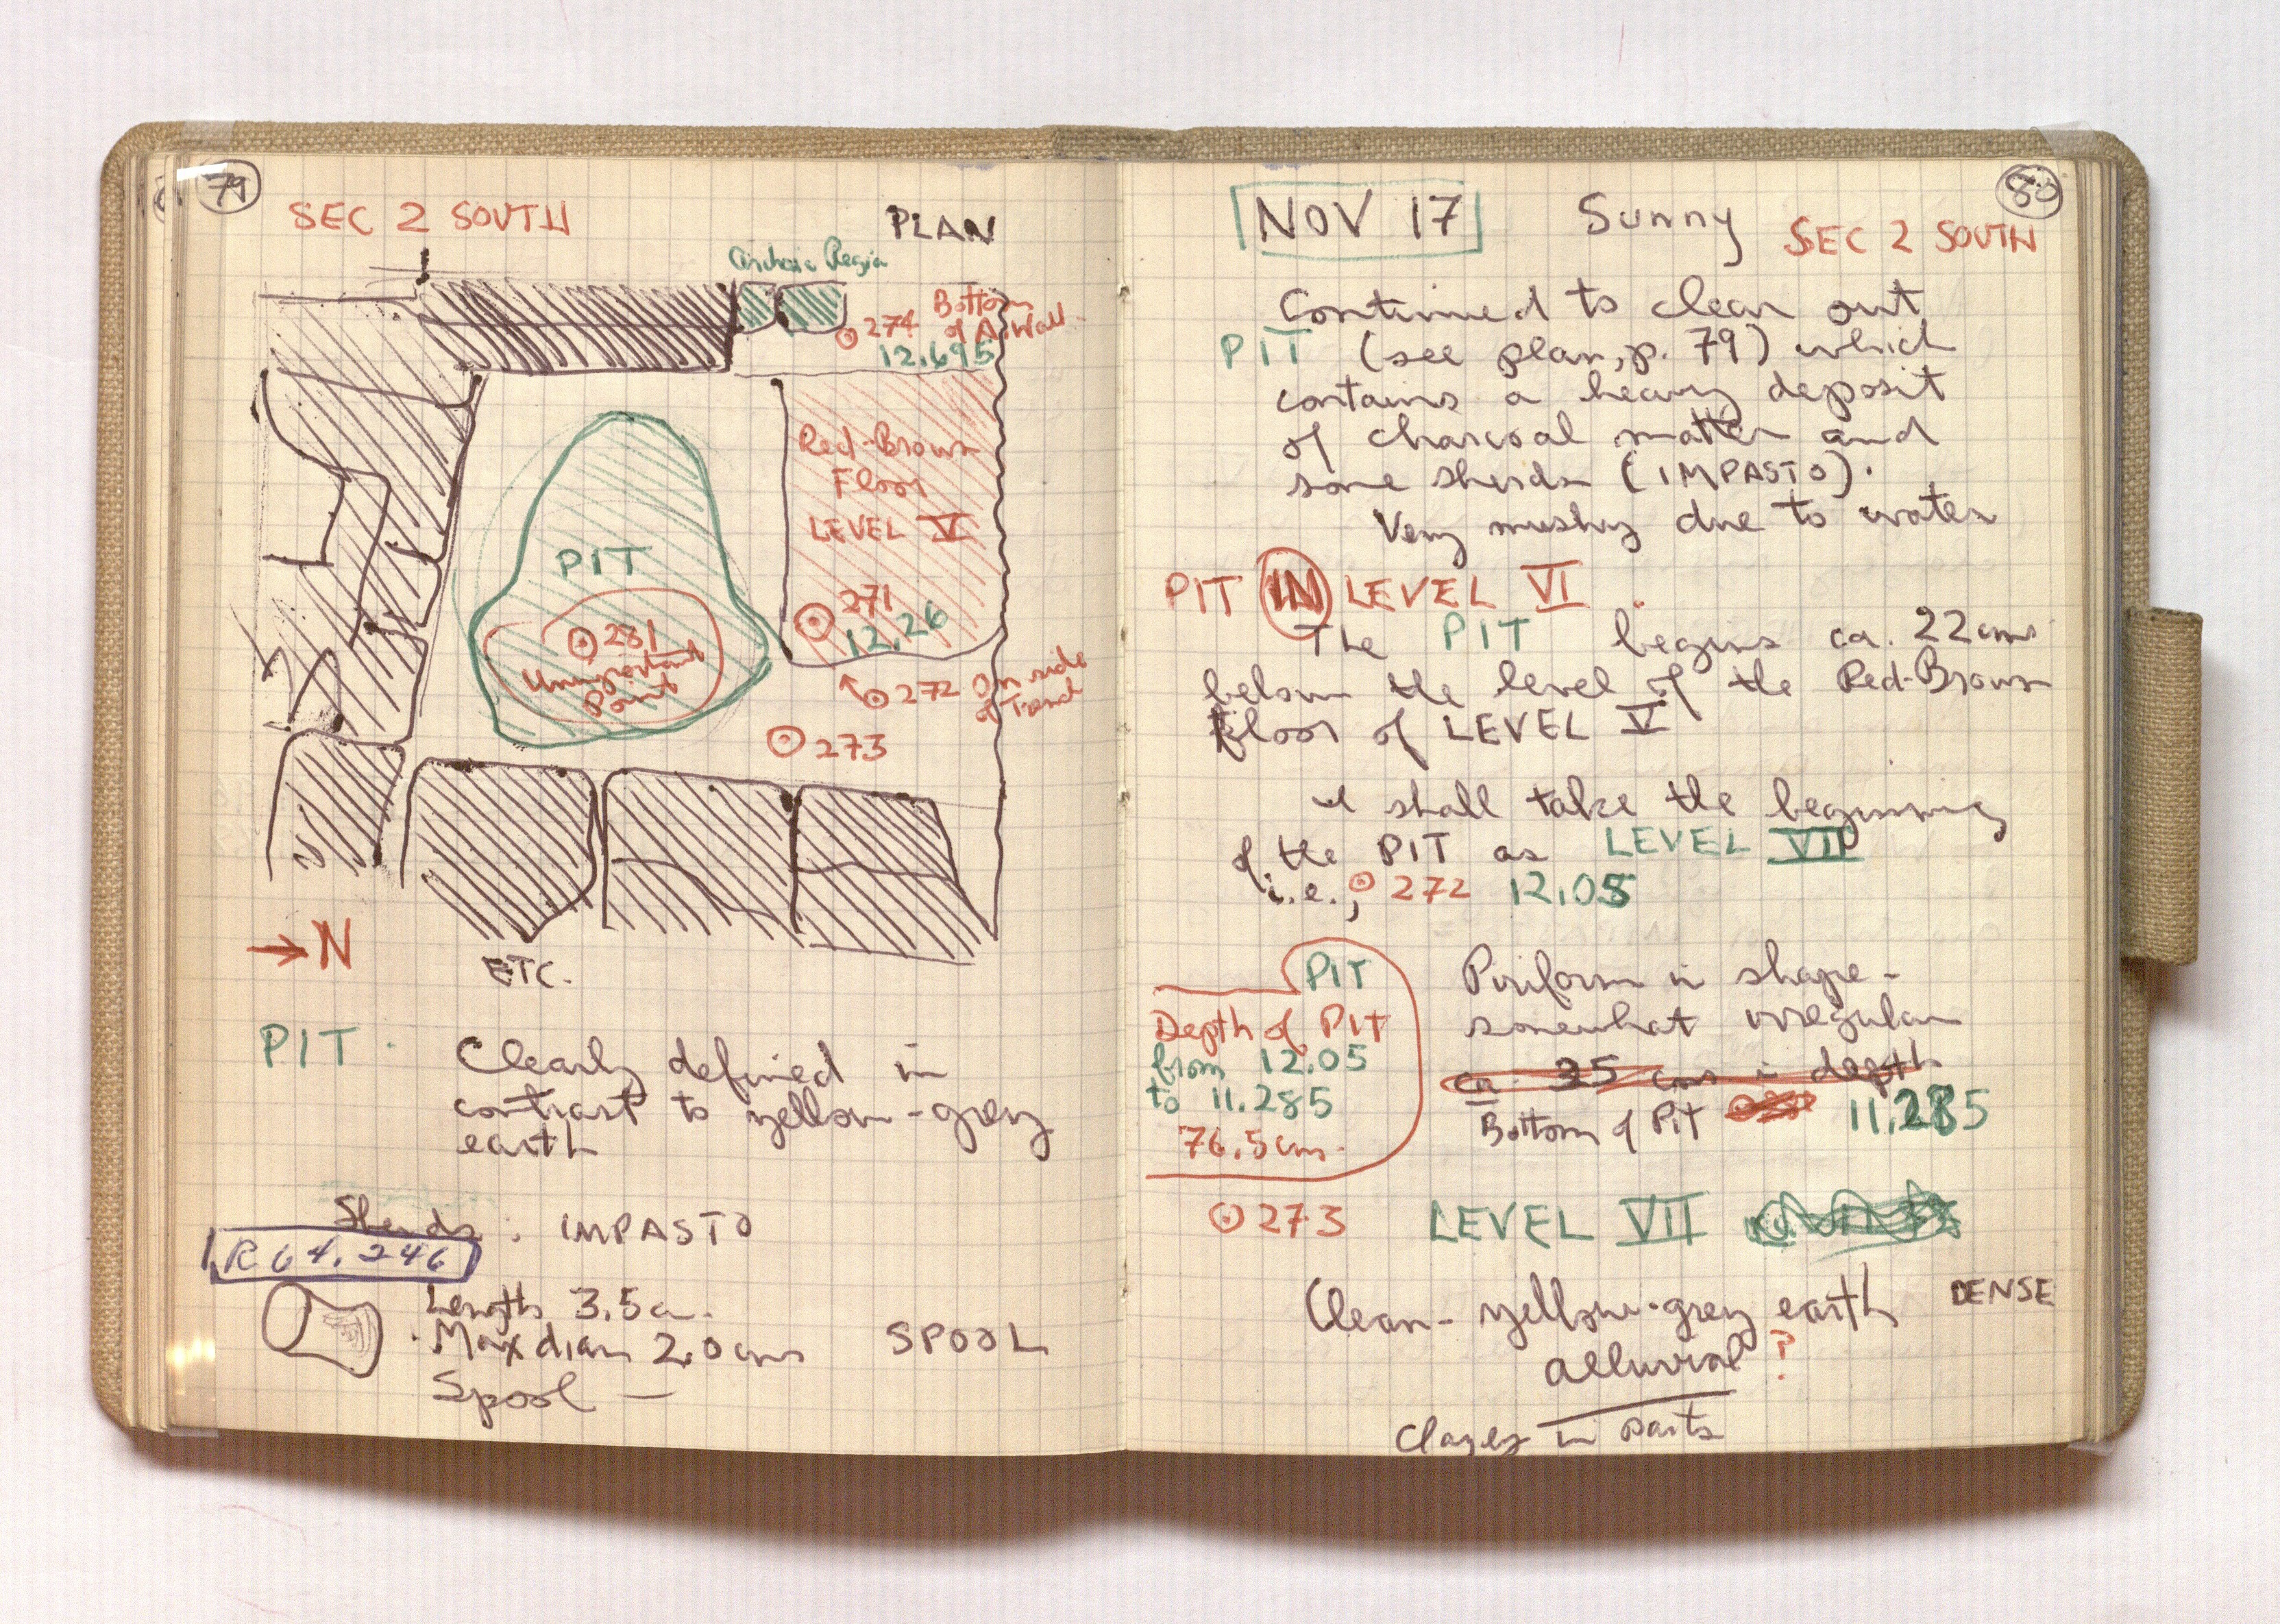 79
SEC 2 SOUTH
PLAN
Archaic Regia
274 Bottom
of A. Wall
12.695
Red-Brown
Floor
LEVEL V
PIT
271
12.26
281
Unimportant
Point
272 on side
of Trench
273
→ N
ETC.
PIT. Clearly defined in
contrast to yellow-grey
earth
Sherds: IMPASTO
R64.246
Length 3.5 cm.
Max diam 2.0 cms
SPOOL
Spool —
80
NOV 17 Sunny
SEC 2 SOUTH
Continued to clear out
PIT (see plan, p. 79) which
contains a heavy deposit
of charcoal matter and
some sherds (IMPASTO).
Very mushy due to water
PIT IN LEVEL VI
The PIT begins ca. 22 cms
below the level of the Red-Brown
Floor of LEVEL V
I shall take the beginning
of the PIT as LEVEL VII
i.e., 272 12.05
PIT
Depth of PIT
from 12.05
to 11.285
76.5 cm.
Piriform in shape -
somewhat irregular
ca. 35 cms in depth
Bottom of PIT 11.285
273 LEVEL VII
Clean- yellow-grey earth DENSE
alluvial?
Clayey in parts